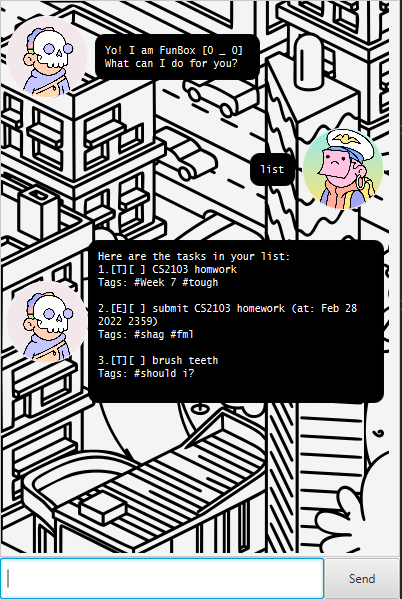 Yo! I am FunBox [O _ O]
What can I do for you?
list
Here are the tasks in your list:
1.[T][ ] CS2103 homwork
Tags: #Week 7 #tough
2.[E][ ] submit CS2103 homework (at: Feb 28
2022 2359)
Tags: #shag #fml
3.[T][ ] brush teeth
Tags: #should i?
Send